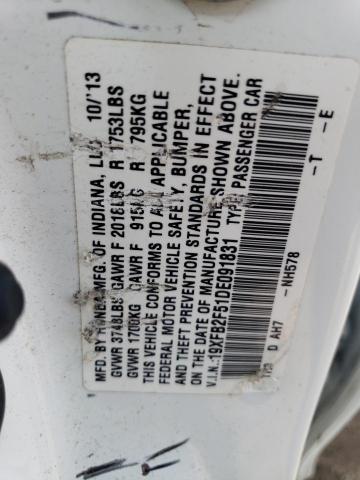 MFD. BY HONDA MFG. OF INDIANA, LLC 10/'13
GVWR 3748LBS GAWR F 2018LBS R 1753LBS
GVWR 1700KG GAWR F 915KG R 795KG
THIS VEHICLE CONFORMS TO ALL APPLICABLE
FEDERAL MOTOR VEHICLE SAFETY, BUMPER,
AND THEFT PREVENTION STANDARDS IN EFFECT
ON THE DATE OF MANUFACTURE SHOWN ABOVE.
V.I.N.: 19XFB2F51DE091831 TYPE: PASSENGER CAR
D AH7 -NH578 -T -E